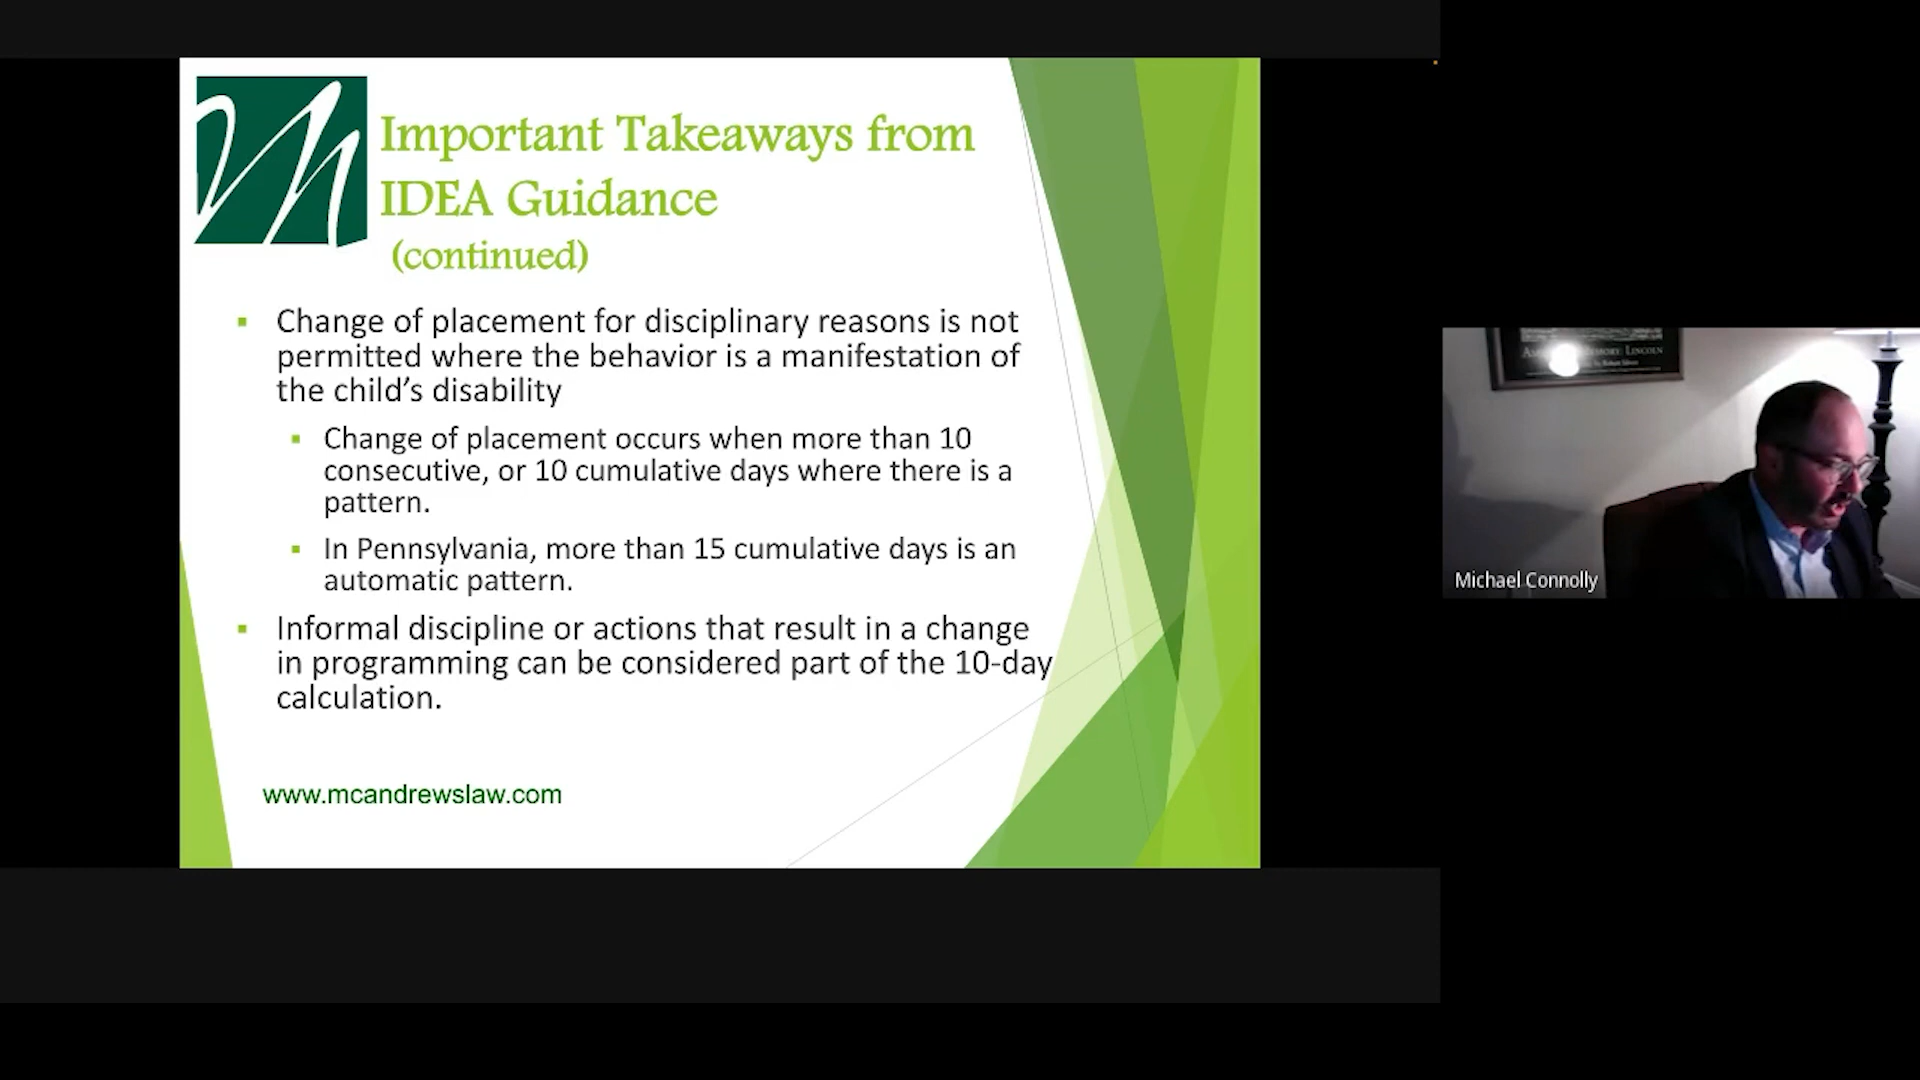 Important Takeaways from
IDEA Guidance
(continued)
▪ Change of placement for disciplinary reasons is not
permitted where the behavior is a manifestation of
the child’s disability
▪ Change of placement occurs when more than 10
consecutive, or 10 cumulative days where there is a
pattern.
▪ In Pennsylvania, more than 15 cumulative days is an
automatic pattern.
▪ Informal discipline or actions that result in a change
in programming can be considered part of the 10-day
calculation.
www.mcandrewslaw.com
LINCOLN
Michael Connolly